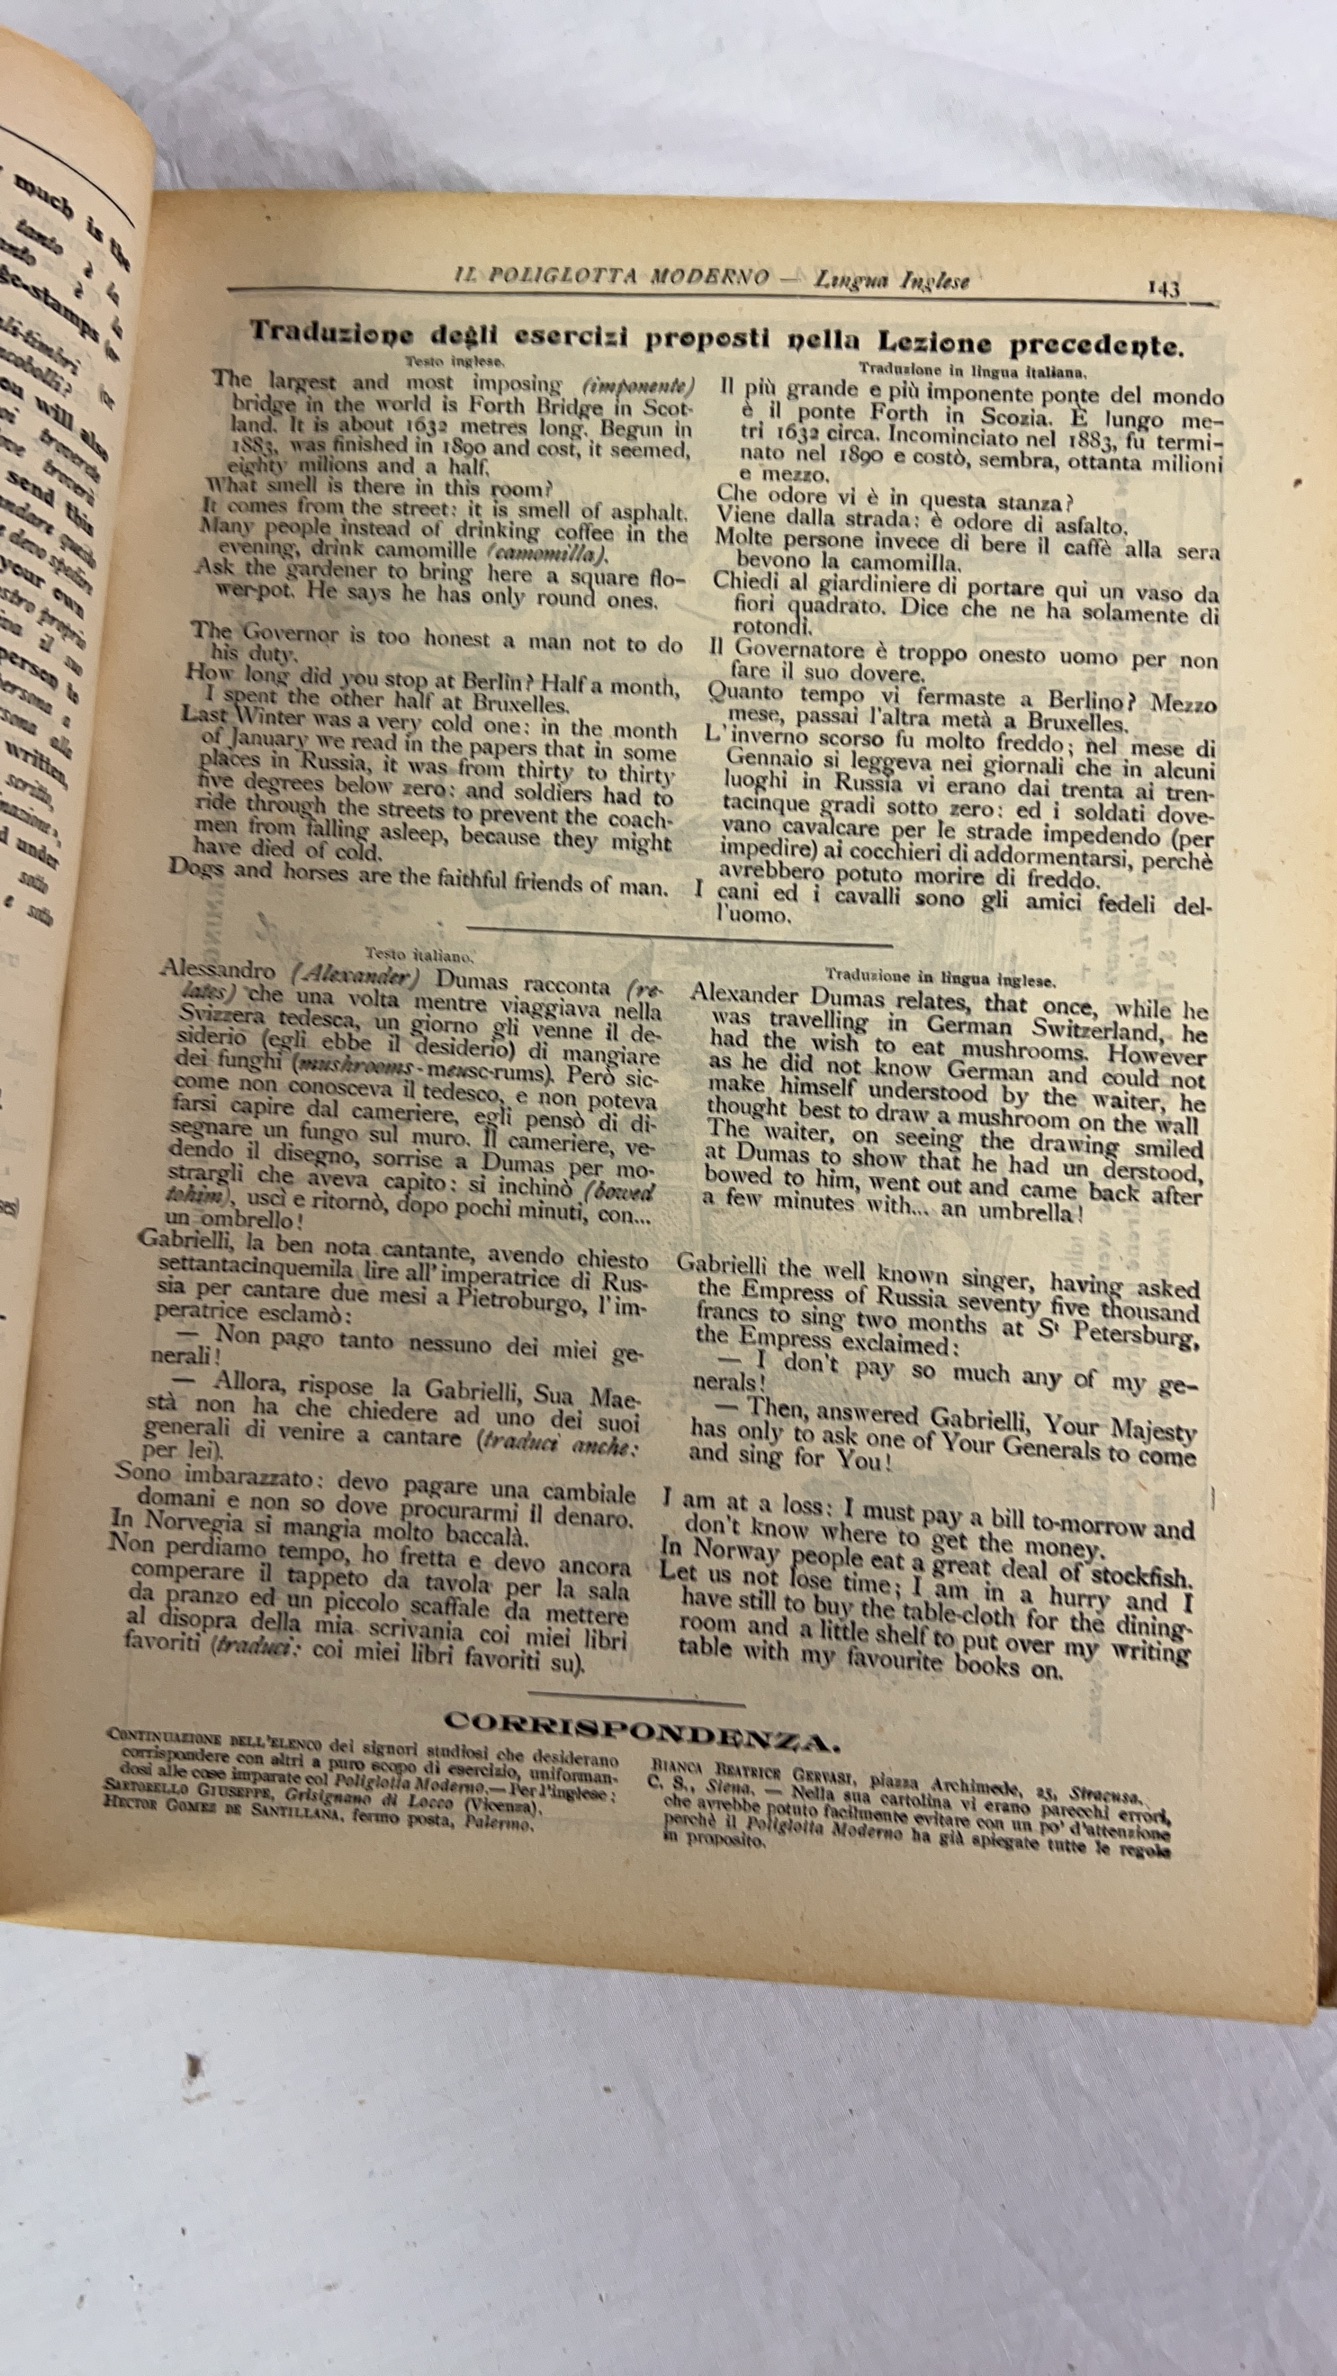 much is the
tanto è la
è la
ge-stamps (or
(or
ou will also
troverete
troverà
send this
your own
stro proprio
il suo
person is
persona a
written,
scritto,
d under
sotto
e sotto
IL POLIGLOTTA MODERNO — Lingua Inglese
143
Traduzione degli esercizi proposti nella Lezione precedente.
Testo inglese.
The largest and most imposing (imponente)
bridge in the world is Forth Bridge in Scot-
land. It is about 1632 metres long. Begun in
1883, was finished in 1890 and cost, it seemed,
eighty milions and a half.
What smell is there in this room?
It comes from the street: it is smell of asphalt.
Many people instead of drinking coffee in the
evening, drink camomille (camomilla).
Ask the gardener to bring here a square flo-
wer-pot. He says he has only round ones.
The Governor is too honest a man not to do
his duty.
How long did you stop at Berlin? Half a month,
I spent the other half at Bruxelles.
Last Winter was a very cold one: in the month
of January we read in the papers that in some
places in Russia, it was from thirty to thirty
five degrees below zero: and soldiers had to
ride through the streets to prevent the coach-
men from falling asleep, because they might
have died of cold.
Dogs and horses are the faithful friends of man.
Traduzione in lingua italiana.
Il più grande e più imponente ponte del mondo
è il ponte Forth in Scozia. È lungo me-
tri 1632 circa. Incominciato nel 1883, fu termi-
nato nel 1890 e costò, sembra, ottanta milioni
e mezzo.
Che odore vi è in questa stanza?
Viene dalla strada: è odore di asfalto.
Molte persone invece di bere il caffè alla sera
bevono la camomilla.
Chiedi al giardiniere di portare qui un vaso da
fiori quadrato. Dice che ne ha solamente di
rotondi.
Il Governatore è troppo onesto uomo per non
fare il suo dovere.
Quanto tempo vi fermaste a Berlino? Mezzo
mese, passai l'altra metà a Bruxelles.
L'inverno scorso fu molto freddo; nel mese di
Gennaio si leggeva nei giornali che in alcuni
luoghi in Russia vi erano dai trenta ai tren-
tacinque gradi sotto zero: ed i soldati dove-
vano cavalcare per le strade impedendo (per
impedire) ai cocchieri di addormentarsi, perchè
avrebbero potuto morire di freddo.
I cani ed i cavalli sono gli amici fedeli del-
l'uomo.
Testo italiano.
Alessandro (Alexander) Dumas racconta (re-
lates) che una volta mentre viaggiava nella
Svizzera tedesca, un giorno gli venne il de-
siderio (egli ebbe il desiderio) di mangiare
dei funghi (mushrooms - meusc-rums). Però sic-
come non conosceva il tedesco, e non poteva
farsi capire dal cameriere, egli pensò di di-
segnare un fungo sul muro. Il cameriere, ve-
dendo il disegno, sorrise a Dumas per mo-
strargli che aveva capito: si inchinò (bowed
tohim), uscì e ritornò, dopo pochi minuti, con...
un ombrello!
Gabrielli, la ben nota cantante, avendo chiesto
settantacinquemila lire all'imperatrice di Rus-
sia per cantare due mesi a Pietroburgo, l'im-
peratrice esclamò:
— Non pago tanto nessuno dei miei ge-
nerali!
— Allora, rispose la Gabrielli, Sua Mae-
stà non ha che chiedere ad uno dei suoi
generali di venire a cantare (traduci anche:
per lei).
Sono imbarazzato: devo pagare una cambiale
domani e non so dove procurarmi il denaro.
In Norvegia si mangia molto baccalà.
Non perdiamo tempo, ho fretta e devo ancora
comperare il tappeto da tavola per la sala
da pranzo ed un piccolo scaffale da mettere
al disopra della mia scrivania coi miei libri
favoriti (traduci: coi miei libri favoriti su).
Traduzione in lingua inglese.
Alexander Dumas relates, that once, while he
was travelling in German Switzerland, he
had the wish to eat mushrooms. However
as he did not know German and could not
make himself understood by the waiter, he
thought best to draw a mushroom on the wall
The waiter, on seeing the drawing smiled
at Dumas to show that he had un derstood,
bowed to him, went out and came back after
a few minutes with... an umbrella!
Gabrielli the well known singer, having asked
the Empress of Russia seventy five thousand
francs to sing two months at St Petersburg,
the Empress exclaimed:
— I don't pay so much any of my ge-
nerals!
— Then, answered Gabrielli, Your Majesty
has only to ask one of Your Generals to come
and sing for You!
I am at a loss: I must pay a bill to-morrow and
don't know where to get the money.
In Norway people eat a great deal of stockfish.
Let us not lose time; I am in a hurry and I
have still to buy the table-cloth for the dining-
room and a little shelf to put over my writing
table with my favourite books on.
CORRISPONDENZA.
CONTINUAZIONE DELL'ELENCO dei signori studiosi che desiderano
corrispondere con altri a puro scopo di esercizio, uniforman-
dosi alle cose imparate col Poliglotta Moderno. — Per l'inglese:
SARTORELLO GIUSEPPE, Grisignano di Zocco (Vicenza).
HECTOR GOMEZ DE SANTILLANA, fermo posta, Palermo.
BIANCA BEATRICE GERVASI, piazza Archimede, 25, Siracusa.
C. S., Siena. — Nella sua cartolina vi erano parecchi errori,
che avrebbe potuto facilmente evitare con un po' d'attenzione
perchè il Poliglotta Moderno ha già spiegate tutte le regole
in proposito.